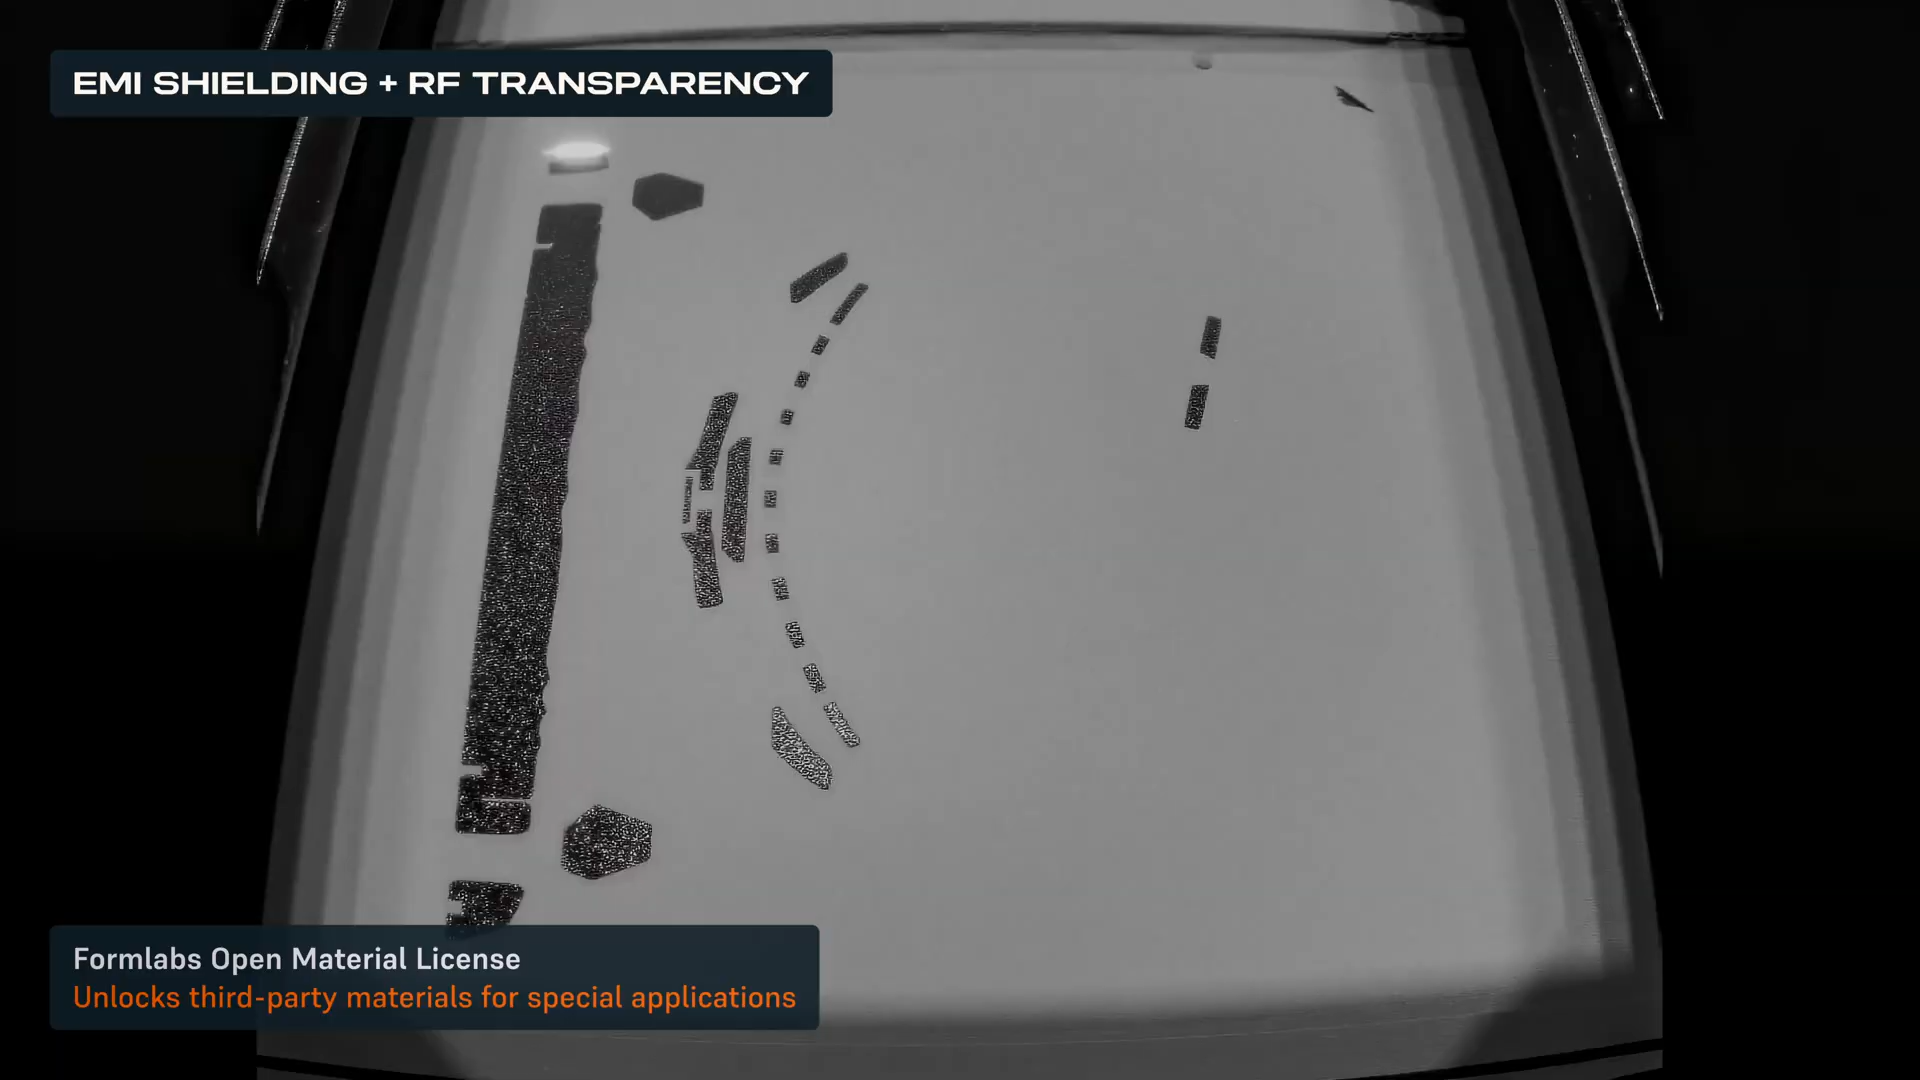 EMI SHIELDING + RF TRANSPARENCY
Formlabs Open Material License
Unlocks third-party materials for special applications